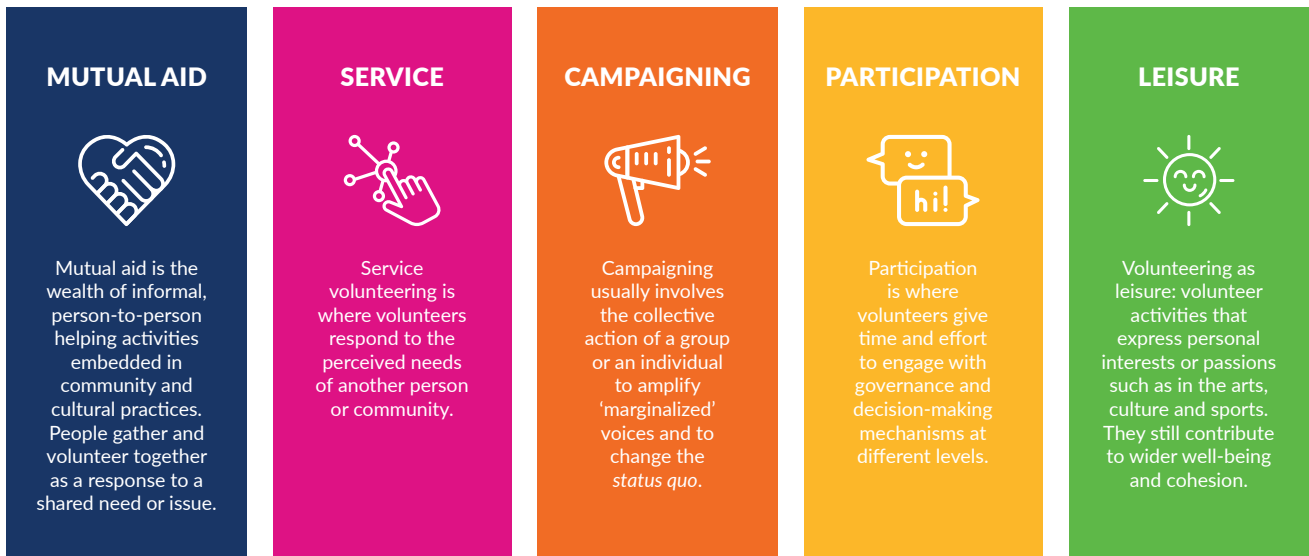 MUTUAL AID
Mutual aid is the
wealth of informal,
person-to-person
helping activities
embedded in
community and
cultural practices.
People gather and
volunteer together
as a response to a
shared need or issue.
SERVICE
Service
volunteering is
where volunteers
respond to the
perceived needs
of another person
or community.
CAMPAIGNING
Campaigning
usually involves
the collective
action of a group
or an individual
to amplify
‘marginalized’
voices and to
change the
status quo.
PARTICIPATION
hi!
Participation
is where
volunteers give
time and effort
to engage with
governance and
decision-making
mechanisms at
different levels.
LEISURE
Volunteering as
leisure: volunteer
activities that
express personal
interests or passions
such as in the arts,
culture and sports.
They still contribute
to wider well-being
and cohesion.